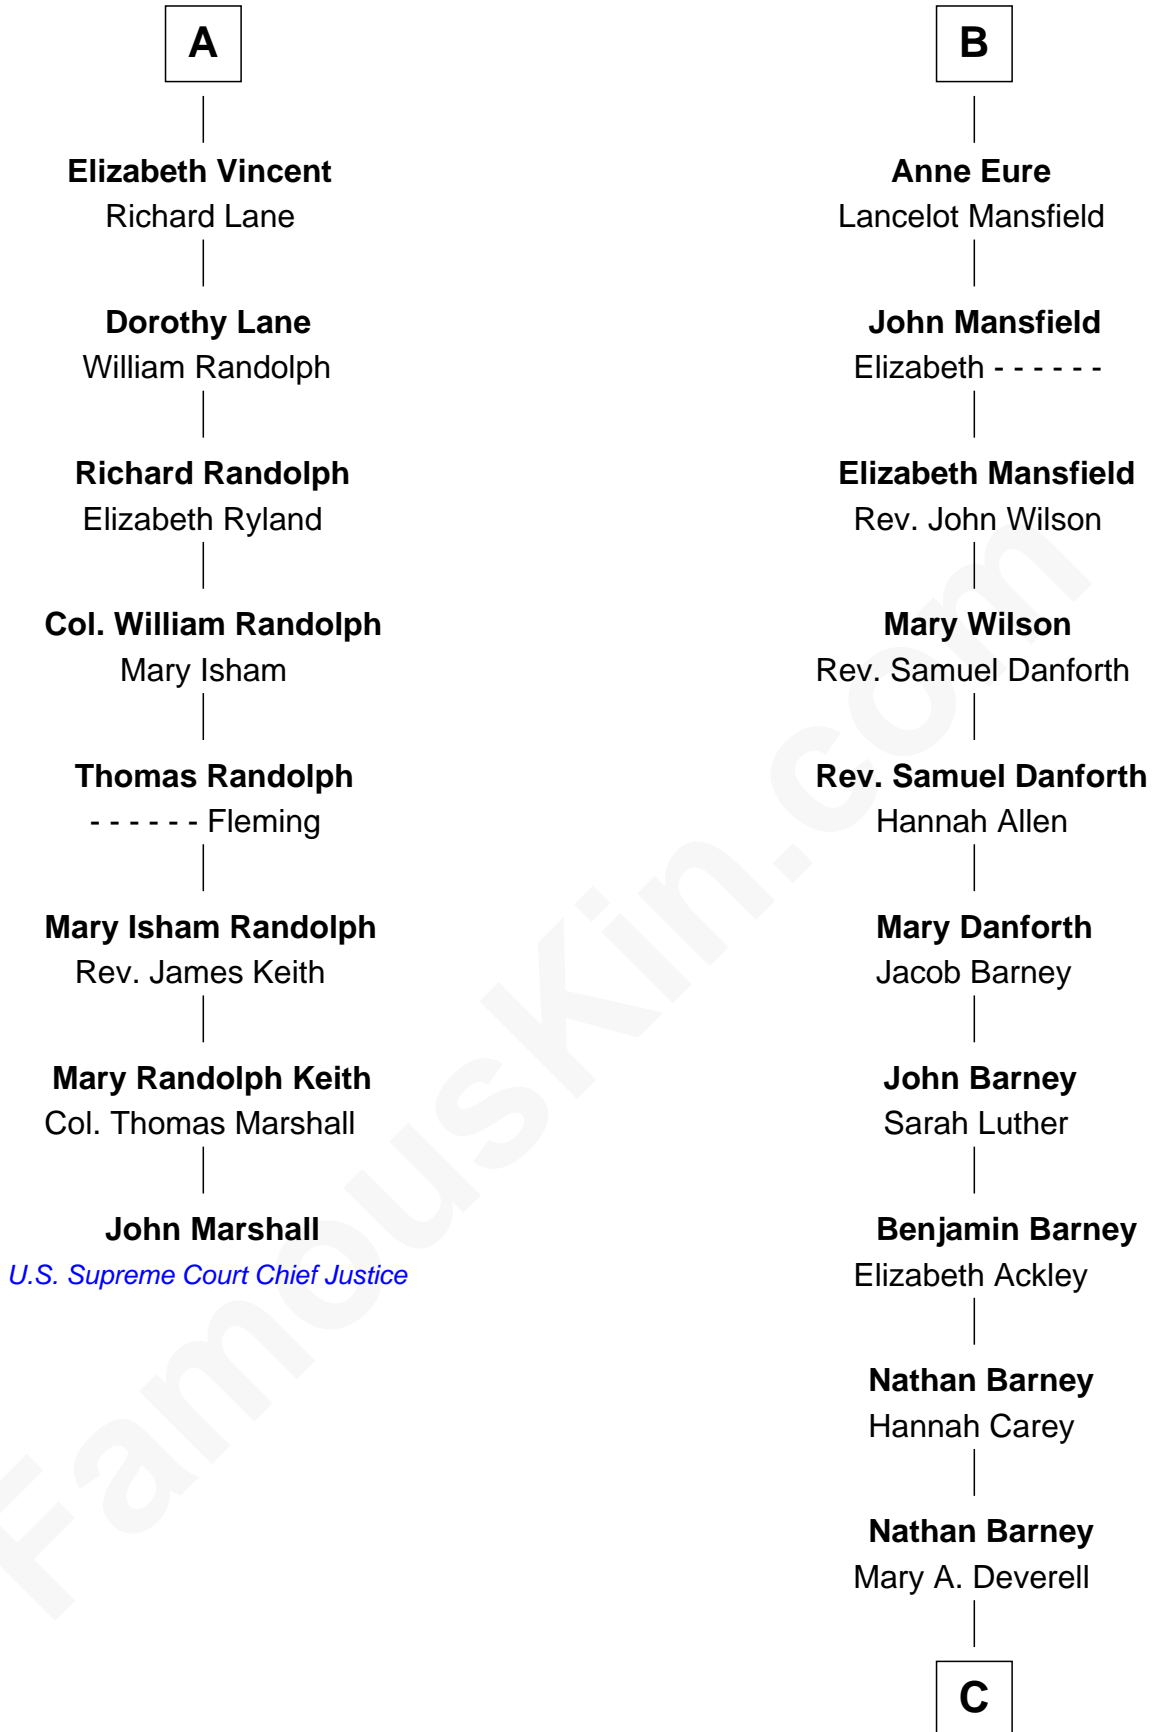 A
Elizabeth Vincent
Richard Lane
Dorothy Lane
William Randolph
Richard Randolph
Elizabeth Ryland
Col. William Randolph
Mary Isham
Thomas Randolph
- - - - - - Fleming
Mary Isham Randolph
Rev. James Keith
Mary Randolph Keith
Col. Thomas Marshall
John Marshall
U.S. Supreme Court Chief Justice
B
Anne Eure
Lancelot Mansfield
John Mansfield
Elizabeth - - - - - -
Elizabeth Mansfield
Rev. John Wilson
Mary Wilson
Rev. Samuel Danforth
Rev. Samuel Danforth
Hannah Allen
Mary Danforth
Jacob Barney
John Barney
Sarah Luther
Benjamin Barney
Elizabeth Ackley
Nathan Barney
Hannah Carey
Nathan Barney
Mary A. Deverell
C
FamousKin.com